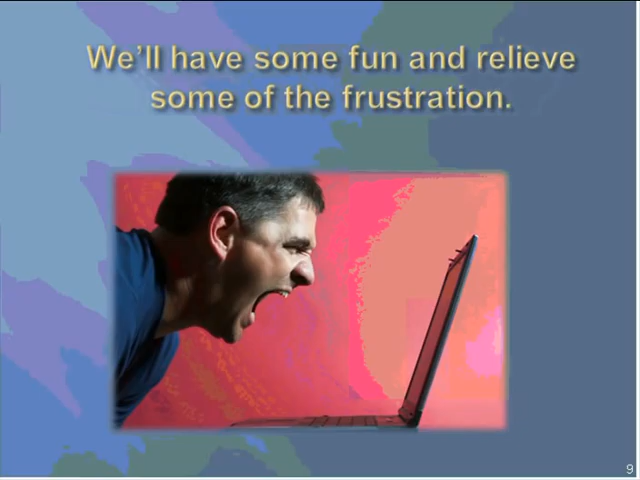 We'll have some fun and relieve
some of the frustration.
9